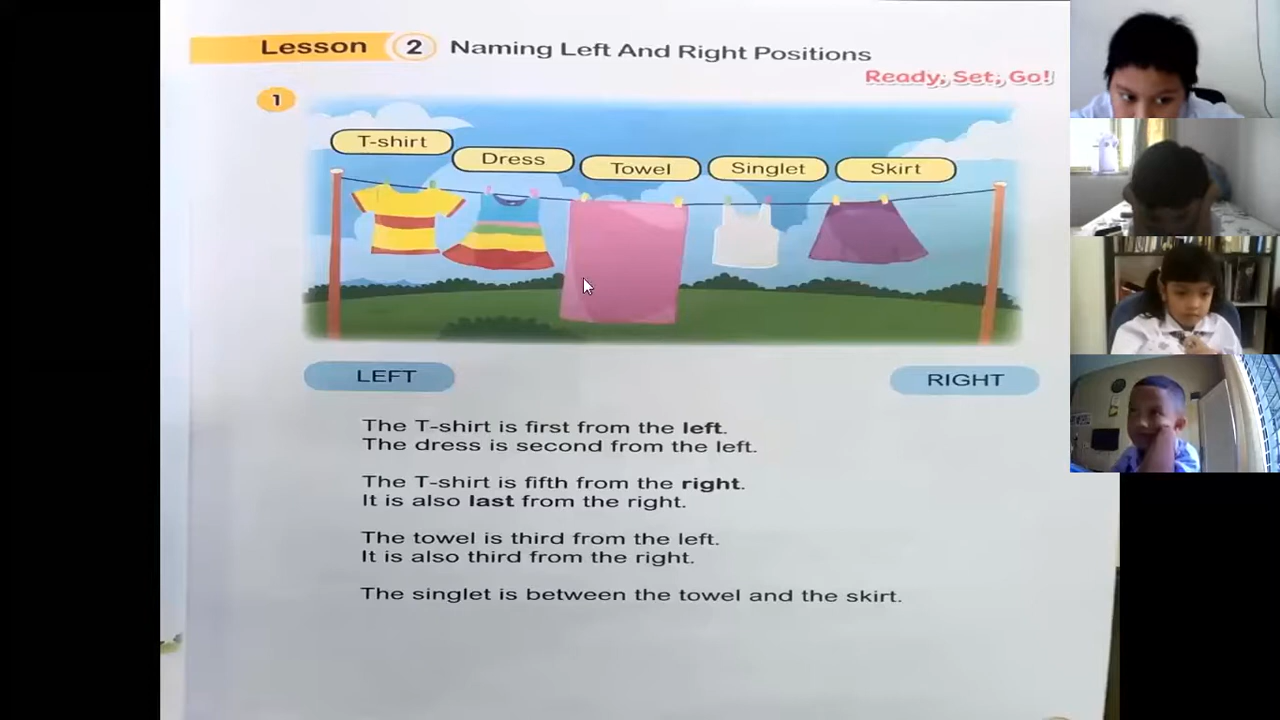 Lesson 2 Naming Left And Right Positions
Ready, Set, Go!
1
T-shirt
Dress
Towel
Singlet
Skirt
LEFT
RIGHT
The T-shirt is first from the left.
The dress is second from the left.
The T-shirt is fifth from the right.
It is also last from the right.
The towel is third from the left.
It is also third from the right.
The singlet is between the towel and the skirt.